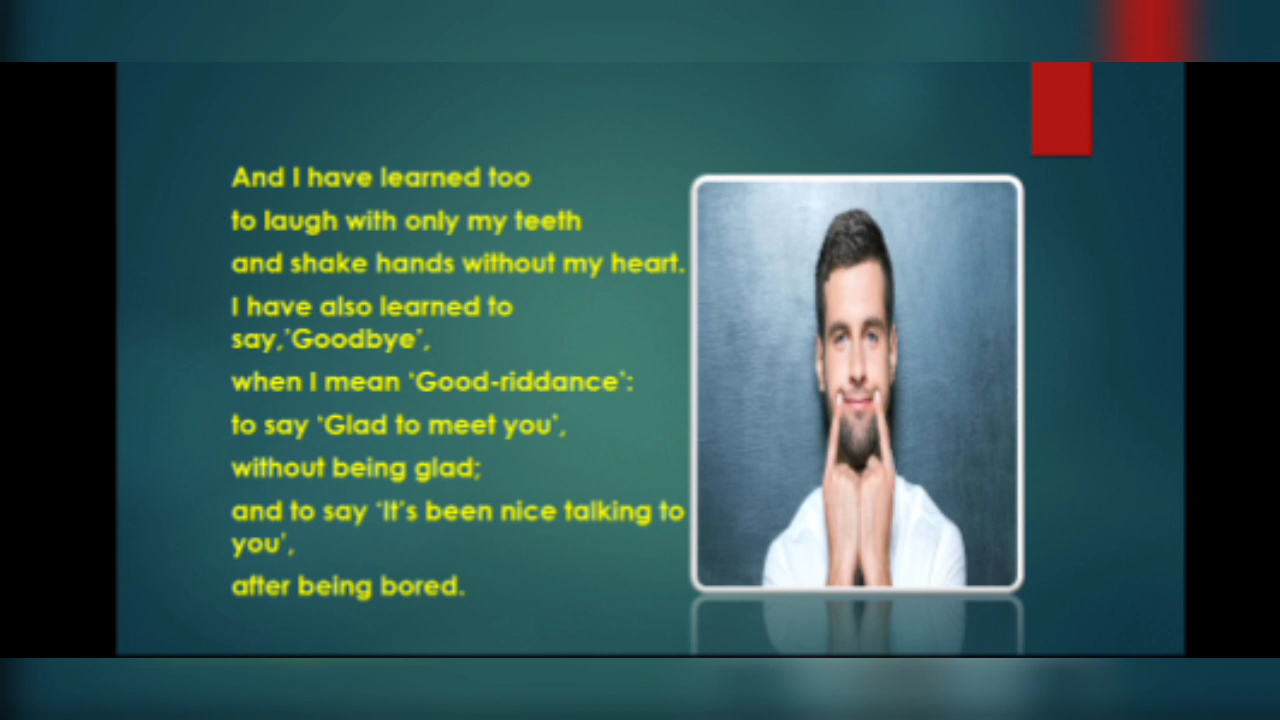 And I have learned too
to laugh with only my teeth
and shake hands without my heart.
I have also learned to
say,'Goodbye',
when I mean ‘Good-riddance’:
to say ‘Glad to meet you’,
without being glad;
and to say ‘It’s been nice talking to
you’,
after being bored.